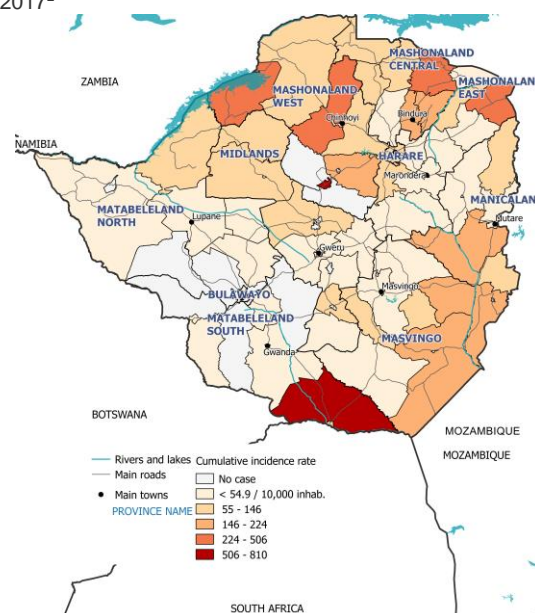 2017
ZAMBIA
MASHONALAND
CENTRAL
MASHONALAN
EAST
MASHONALAND
WEST
Chinhoyi
Bindura
NAMIBIA
MIDLANDS
HARARE
Marondera
MATABELELAND
NORTH
Lupane
MANICALAN
Mutare
Gweru
BULAWAYO
Masvingo
MATABELELAND
SOUTH
MASVINGO
Gwanda
BOTSWANA
MOZAMBIQUE
MOZAMBIQUE
Rivers and lakes
Main roads
Main towns
PROVINCE NAME
Cumulative incidence rate
No case
< 54.9 / 10,000 inhab.
55 - 146
146 - 224
224 - 506
506 - 810
SOUTH AFRICA